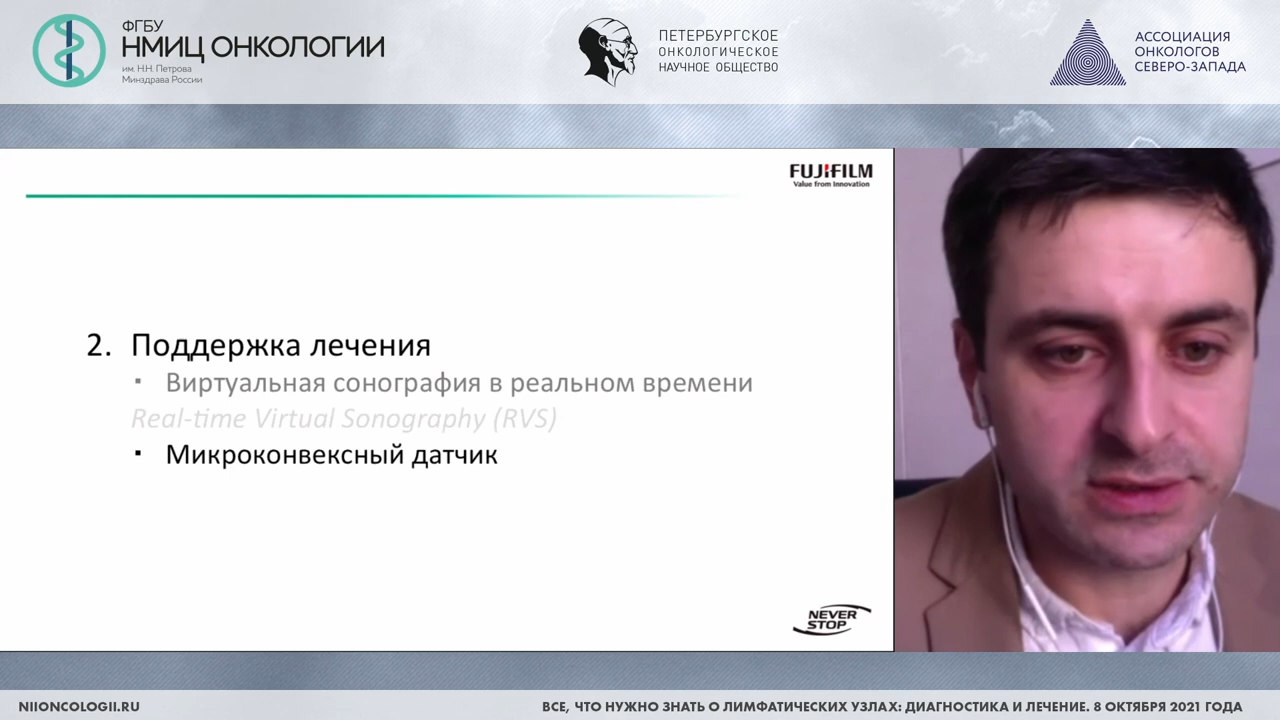 ФГБУ
НМИЦ ОНКОЛОГИИ
им. Н.Н. Петрова
Минздрава России
ПЕТЕРБУРГСКОЕ
ОНКОЛОГИЧЕСКОЕ
НАУЧНОЕ ОБЩЕСТВО
АССОЦИАЦИЯ
ОНКОЛОГОВ
СЕВЕРО-ЗАПАДА
FUJIFILM
Value from Innovation
2. Поддержка лечения
▪ Виртуальная сонография в реальном времени
Real-time Virtual Sonography (RVS)
▪ Микроконвексный датчик
NEVER
STOP
NIIONCOLOGII.RU
ВСЕ, ЧТО НУЖНО ЗНАТЬ О ЛИМФАТИЧЕСКИХ УЗЛАХ: ДИАГНОСТИКА И ЛЕЧЕНИЕ. 8 ОКТЯБРЯ 2021 ГОДА